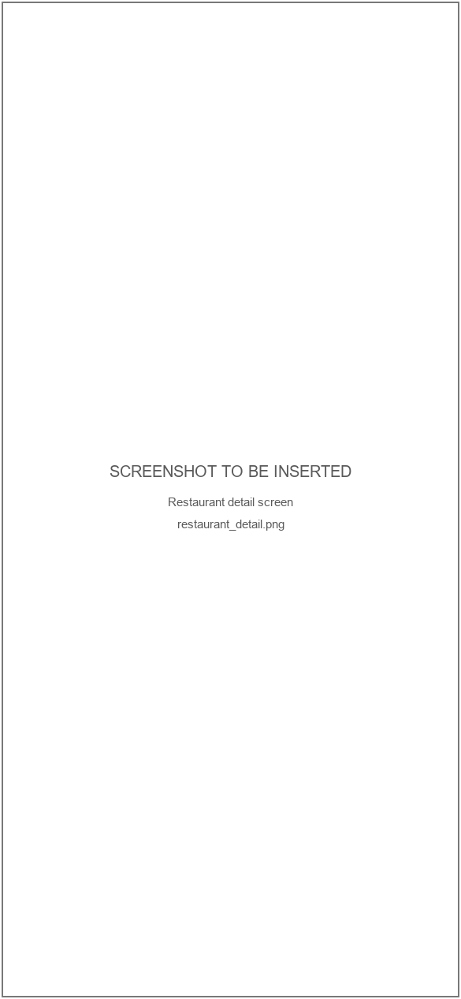 SCREENSHOT TO BE INSERTED
Restaurant detail screen
restaurant_detail.png